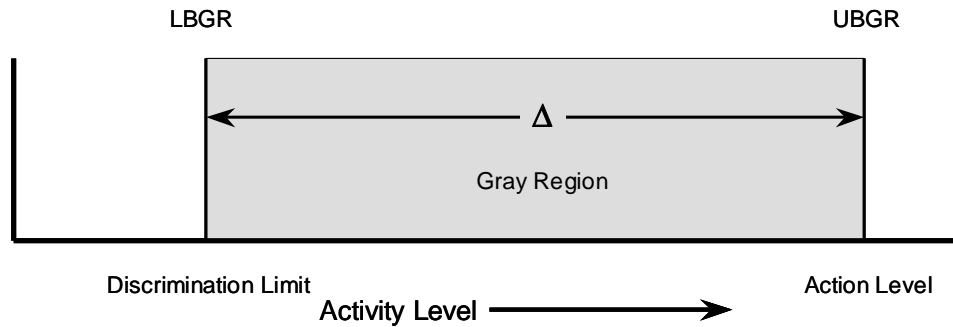 LBGR UBGR
Δ
Gray Region
Discrimination Limit Action Level
Activity Level